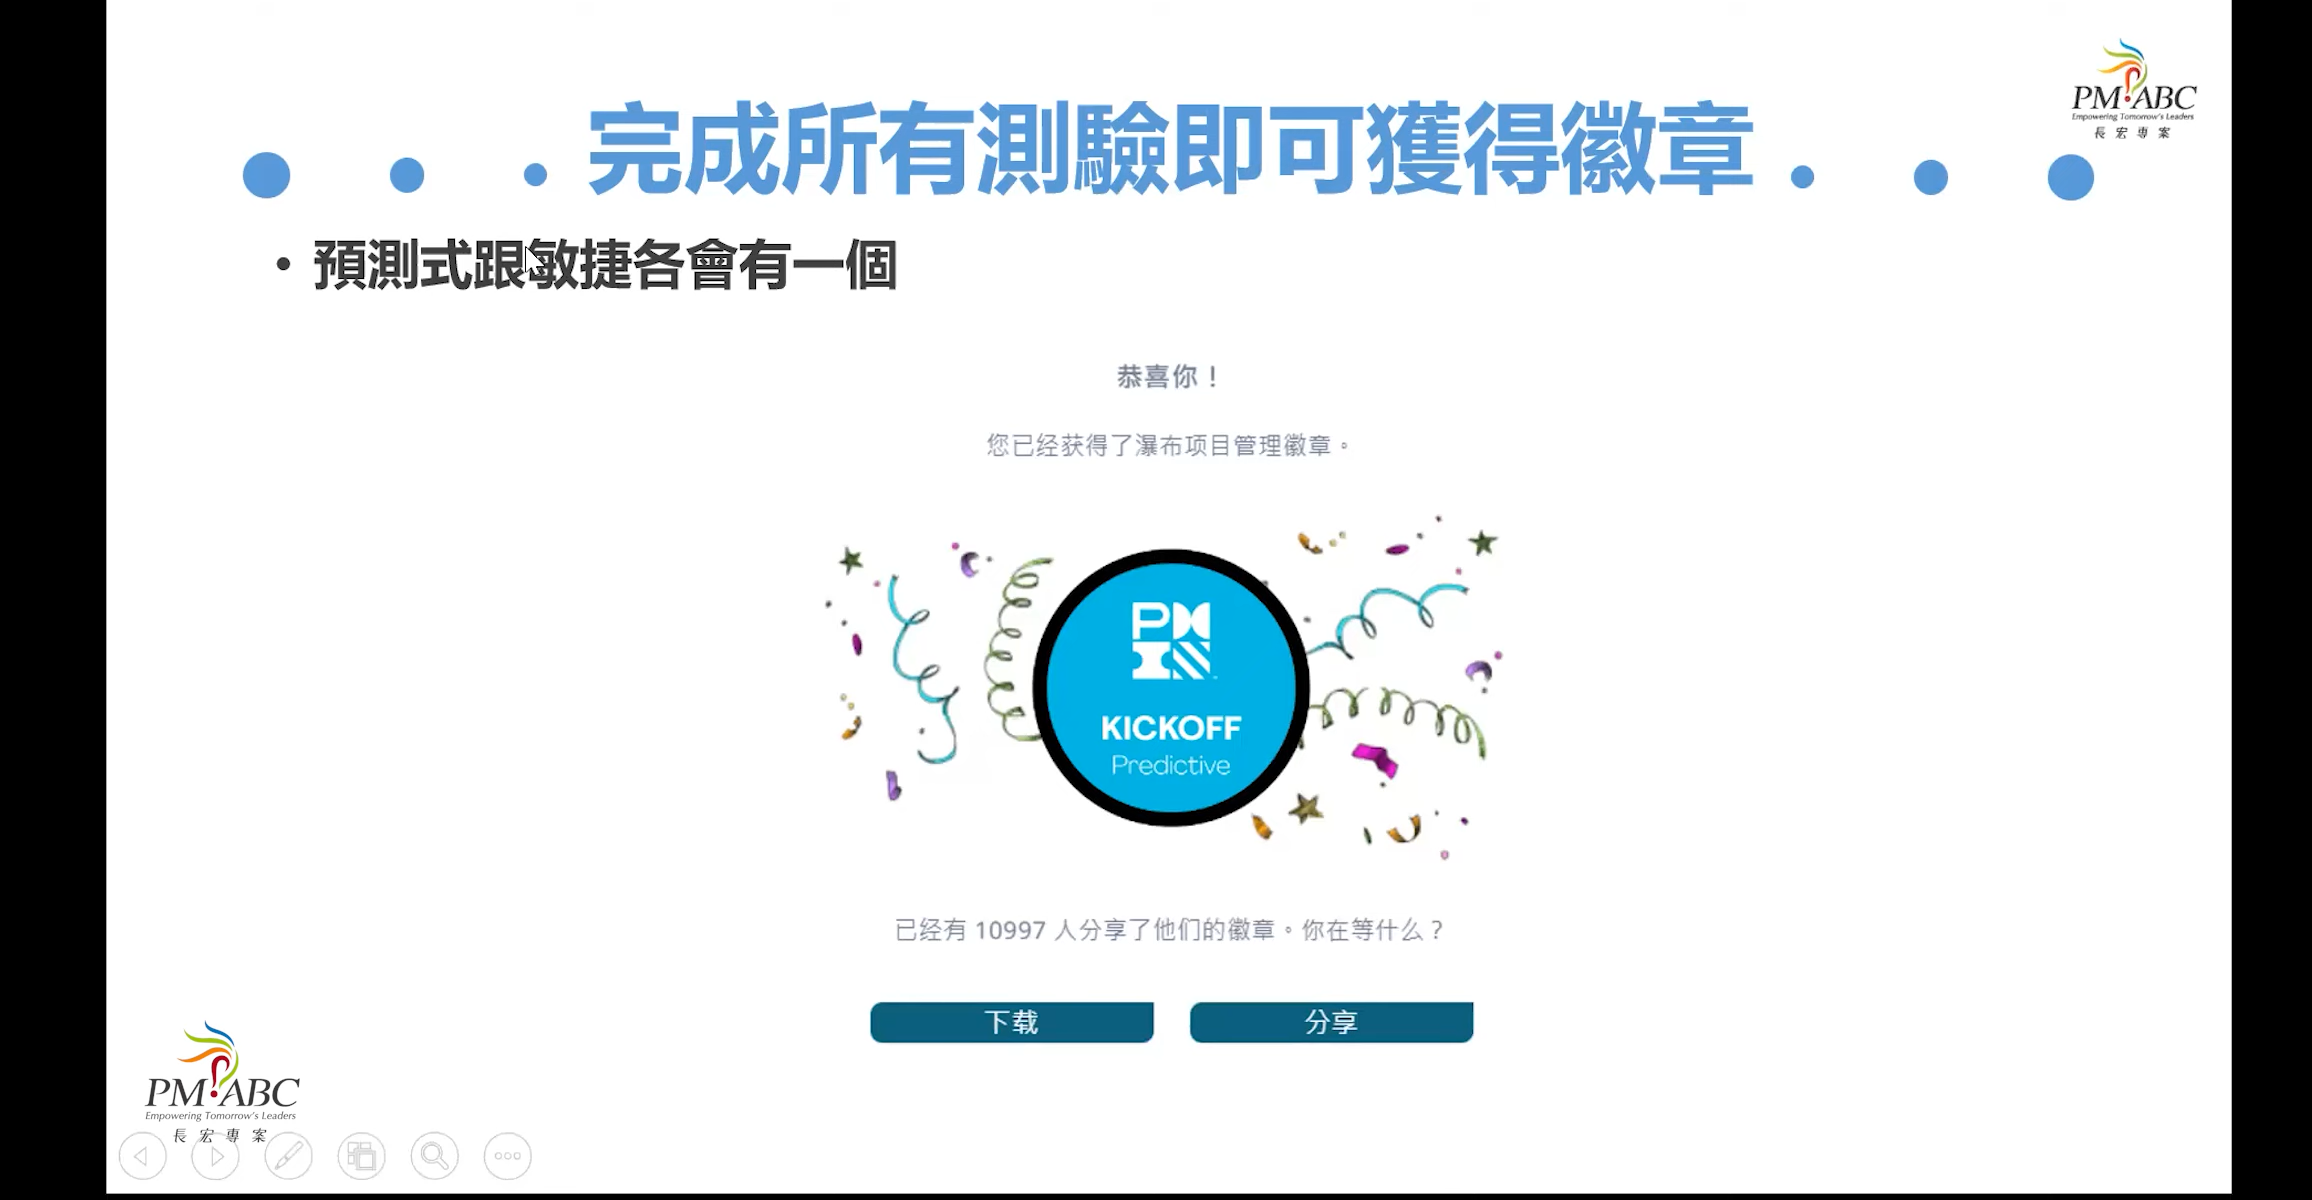 PMABC
Empowering Tomorrow's Leaders
長宏專案
完成所有測驗即可獲得徽章
• 預測式跟敏捷各會有一個
恭喜你！
您已经获得了瀑布项目管理徽章。
PMI
KICKOFF
Predictive
已经有 10997 人分享了他们的徽章。你在等什么？
下载
分享
PMABC
Empowering Tomorrow's Leaders
長宏專案